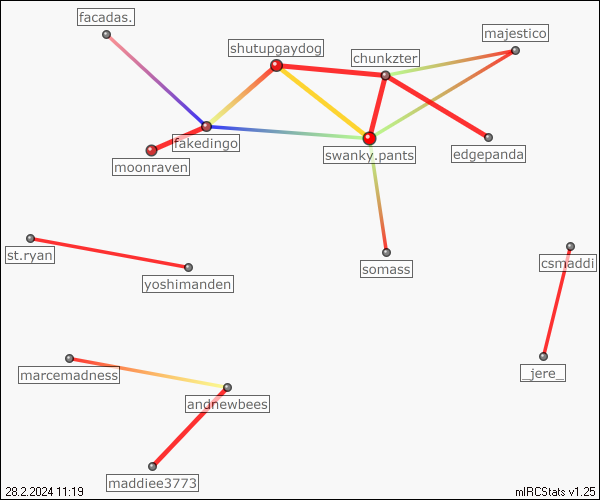 facadas.
majestico
shutupgaydog
chunkzter
fakedingo
swanky.pants
edgepanda
moonraven
st.ryan
csmaddi
somass
yoshimanden
marcemadness
_jere_
andnewbees
maddiee3773
28.2.2024 11:19
mIRCStats v1.25